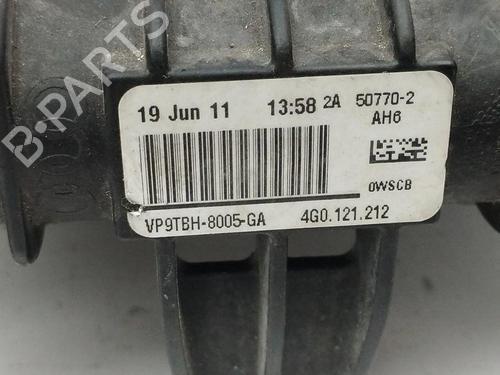 19 Jun 11 13:58 2A 50770-2
AH6
0WSCB
VP9TBH-8005-GA 4G0.121.212
B-PARTS